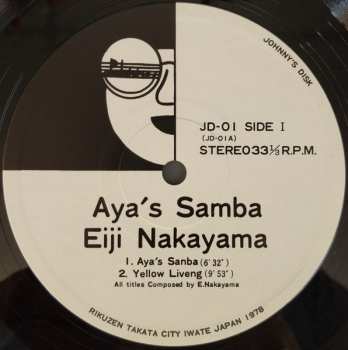 JOHNNY'S DISK
JD-01 SIDE I
(JD-01A)
STEREO33⅓R.P.M.
Aya's Samba
Eiji Nakayama
1. Aya's Sanba(6'32")
2. Yellow Liveng(9'53")
All titles Composed by E.Nakayama
RIKUZEN TAKATA CITY IWATE JAPAN 1978